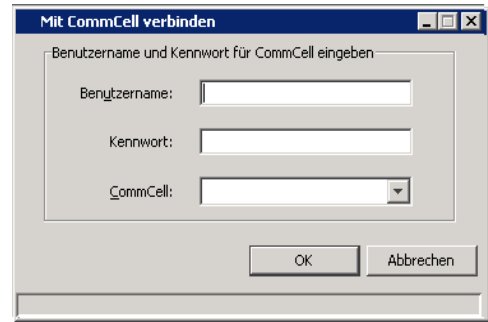 Mit CommCell verbinden
Benutzername und Kennwort für CommCell eingeben
Benutzername:
Kennwort:
CommCell:
OK
Abbrechen